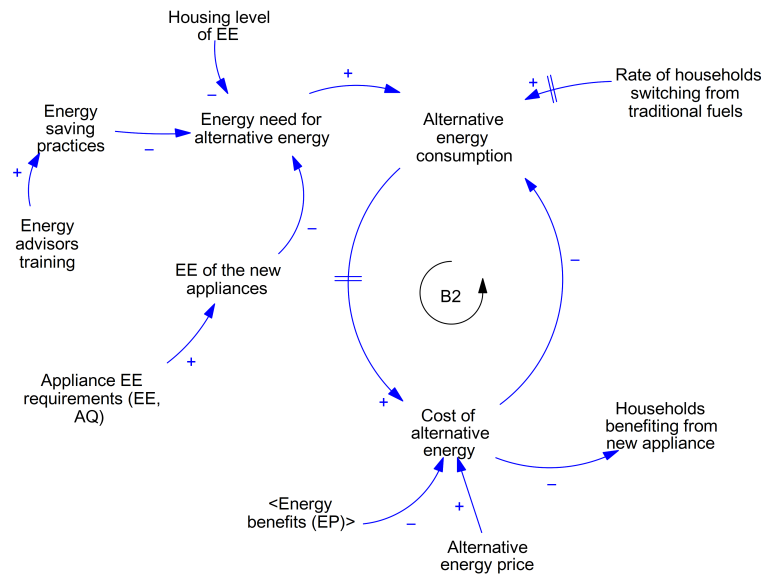 Housing level
of EE
+
+
Rate of households
switching from
traditional fuels
–
Energy
saving
practices
Energy need for
alternative energy
Alternative
energy
consumption
–
+
Energy
advisors
training
–
EE of the new
appliances
–
B2
+
Appliance EE
requirements (EE,
AQ)
+
Cost of
alternative
energy
Households
benefiting from
new appliance
–
<Energy
benefits (EP)>
–
+
Alternative
energy price